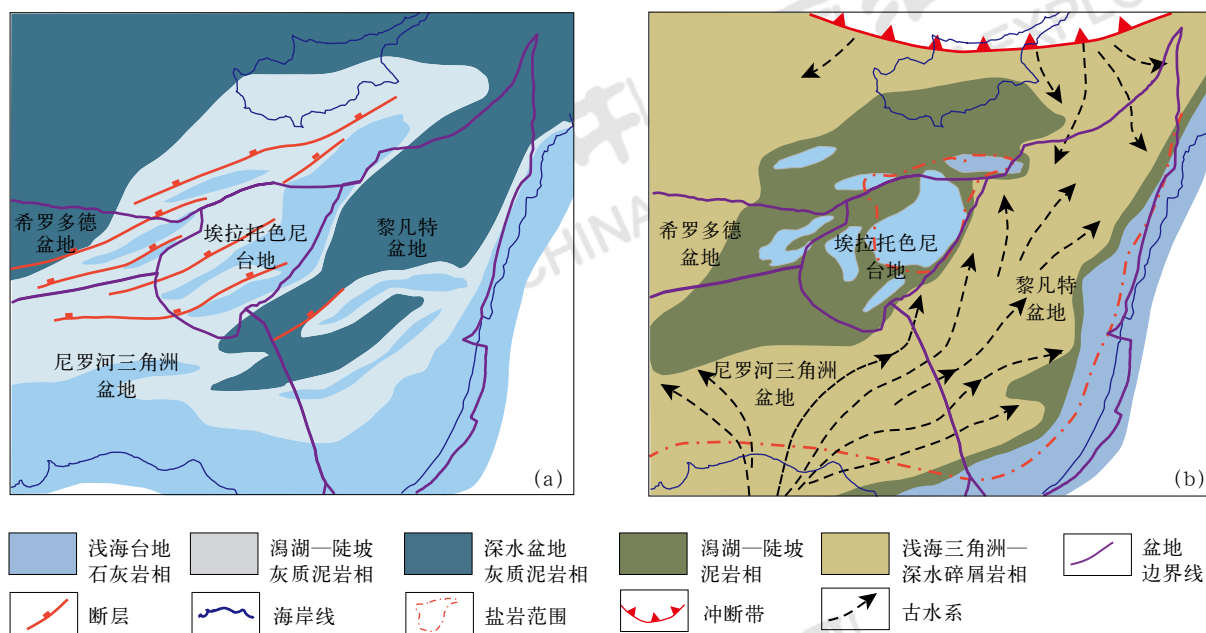 希罗多德
盆地
埃拉托色尼
台地
黎凡特
盆地
尼罗河三角洲
盆地
(a)
希罗多德
盆地
埃拉托色尼
台地
黎凡特
盆地
尼罗河三角洲
盆地
(b)
浅海台地
石灰岩相
潟湖—陡坡
灰质泥岩相
深水盆地
灰质泥岩相
潟湖—陡坡
泥岩相
浅海三角洲—
深水碎屑岩相
盆地
边界线
断层
海岸线
盐岩范围
冲断带
古水系